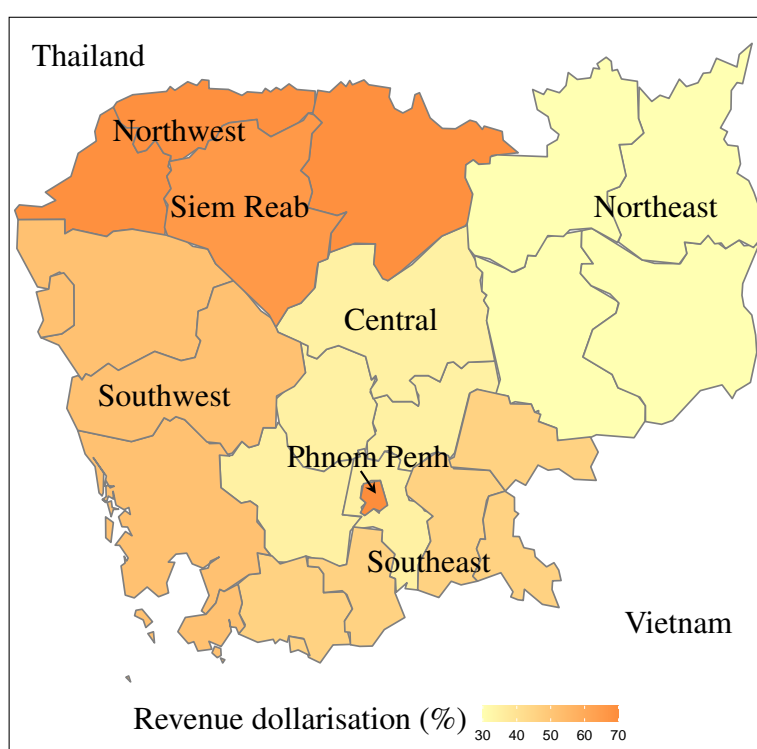 Thailand
Northwest
Siem Reab
Northeast
Central
Southwest
Phnom Penh
Southeast
Vietnam
Revenue dollarisation (%)
30 40 50 60 70